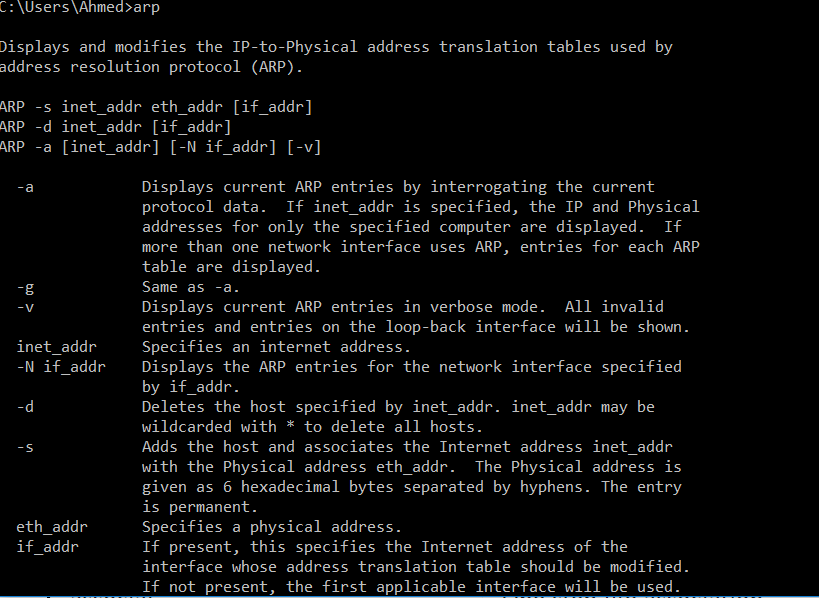 C:\Users\Ahmed>arp
Displays and modifies the IP-to-Physical address translation tables used by
address resolution protocol (ARP).
ARP -s inet_addr eth_addr [if_addr]
ARP -d inet_addr [if_addr]
ARP -a [inet_addr] [-N if_addr] [-v]
-a Displays current ARP entries by interrogating the current
protocol data. If inet_addr is specified, the IP and Physical
addresses for only the specified computer are displayed. If
more than one network interface uses ARP, entries for each ARP
table are displayed.
-g Same as -a.
-v Displays current ARP entries in verbose mode. All invalid
entries and entries on the loop-back interface will be shown.
inet_addr Specifies an internet address.
-N if_addr Displays the ARP entries for the network interface specified
by if_addr.
-d Deletes the host specified by inet_addr. inet_addr may be
wildcarded with * to delete all hosts.
-s Adds the host and associates the Internet address inet_addr
with the Physical address eth_addr. The Physical address is
given as 6 hexadecimal bytes separated by hyphens. The entry
is permanent.
eth_addr Specifies a physical address.
if_addr If present, this specifies the Internet address of the
interface whose address translation table should be modified.
If not present, the first applicable interface will be used.